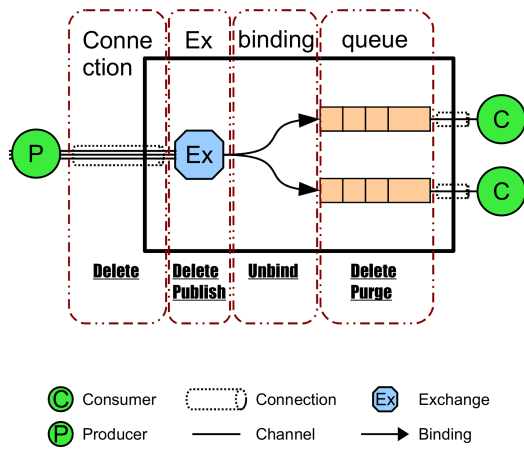 Conne
ction
Ex
binding
queue
P
Ex
C
C
Delete
Delete
Publish
Unbind
Delete
Purge
C Consumer
Connection
Ex Exchange
P Producer
Channel
Binding